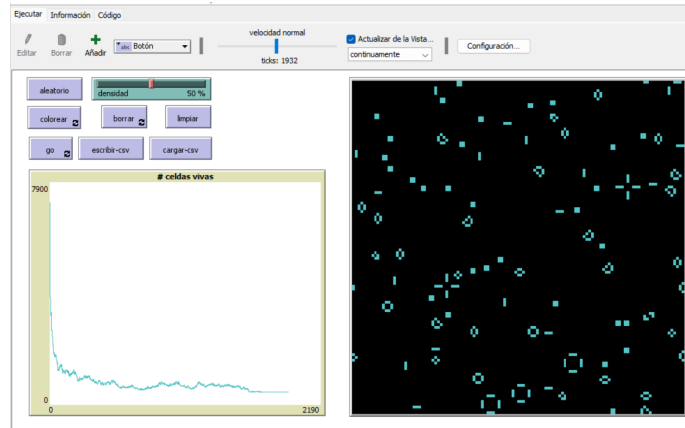 Ejecutar Información Código
Editar Borrar Añadir
abc Botón
velocidad normal
ticks: 1932
Actualizar de la Vista...
continuamente
Configuración...
aleatorio
densidad 50 %
colorear borrar limpiar
go escribir-csv cargar-csv
# celdas vivas
7900
0
0 2190